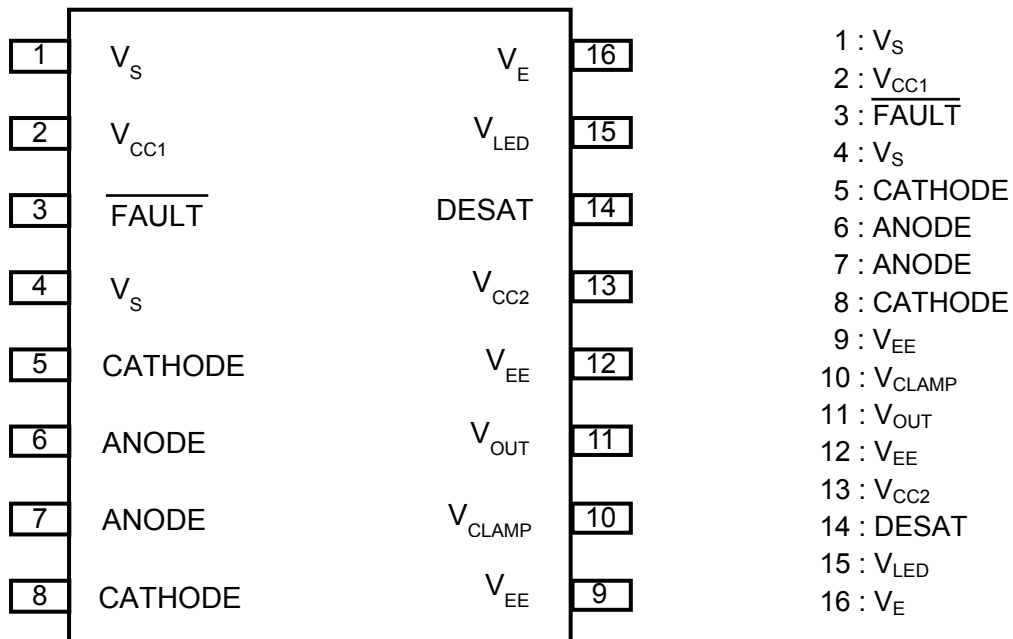 1 V_S V_E 16
2 V_CC1 V_LED 15
3 FAULT DESAT 14
4 V_S V_CC2 13
5 CATHODE V_EE 12
6 ANODE V_OUT 11
7 ANODE V_CLAMP 10
8 CATHODE V_EE 9
1 : V_S
2 : V_CC1
3 : FAULT
4 : V_S
5 : CATHODE
6 : ANODE
7 : ANODE
8 : CATHODE
9 : V_EE
10 : V_CLAMP
11 : V_OUT
12 : V_EE
13 : V_CC2
14 : DESAT
15 : V_LED
16 : V_E